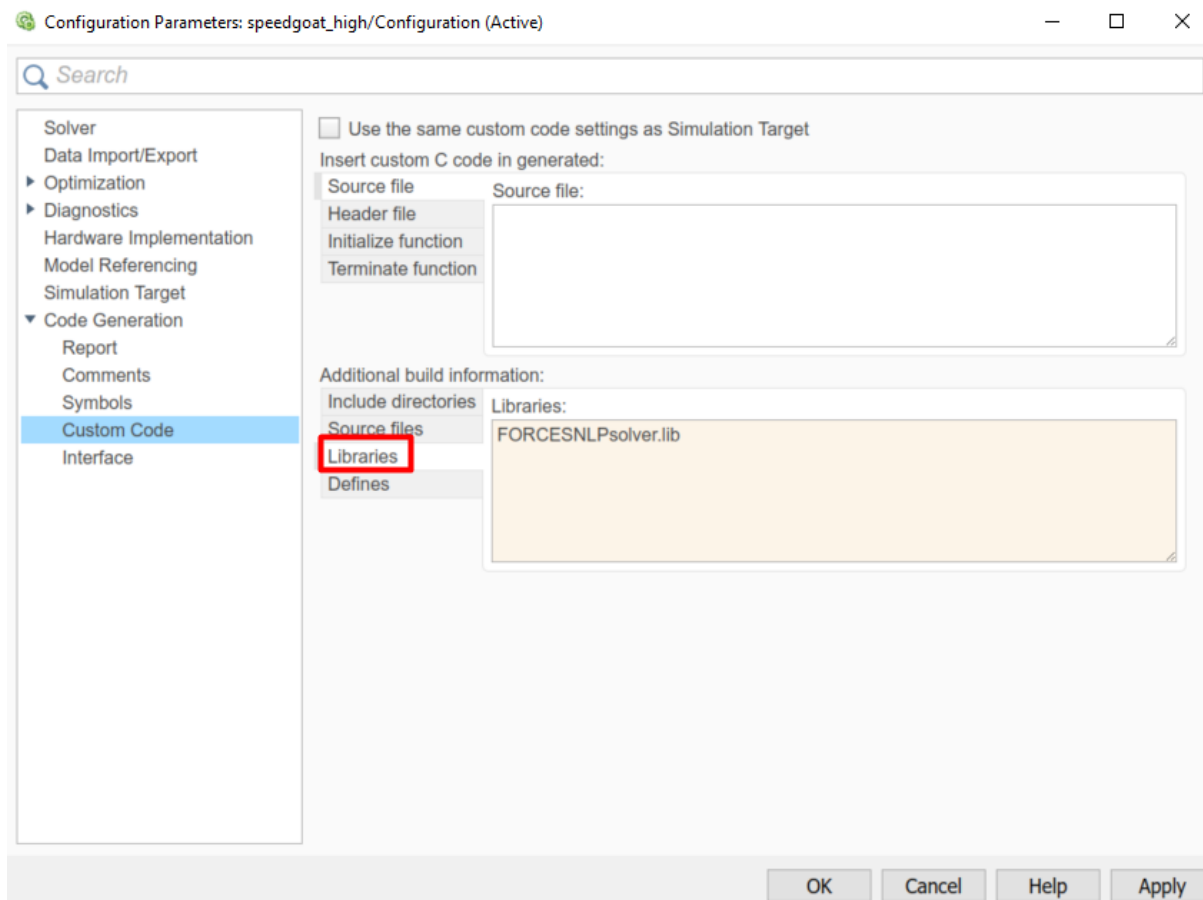 Configuration Parameters: speedgoat_high/Configuration (Active)
Search
Solver
Data Import/Export
Optimization
Diagnostics
Hardware Implementation
Model Referencing
Simulation Target
Code Generation
Report
Comments
Symbols
Custom Code
Interface
Use the same custom code settings as Simulation Target
Insert custom C code in generated:
Source file
Header file
Initialize function
Terminate function
Source file:
Additional build information:
Include directories
Source files
Libraries
Defines
Libraries:
FORCESNLPsolver.lib
OK
Cancel
Help
Apply